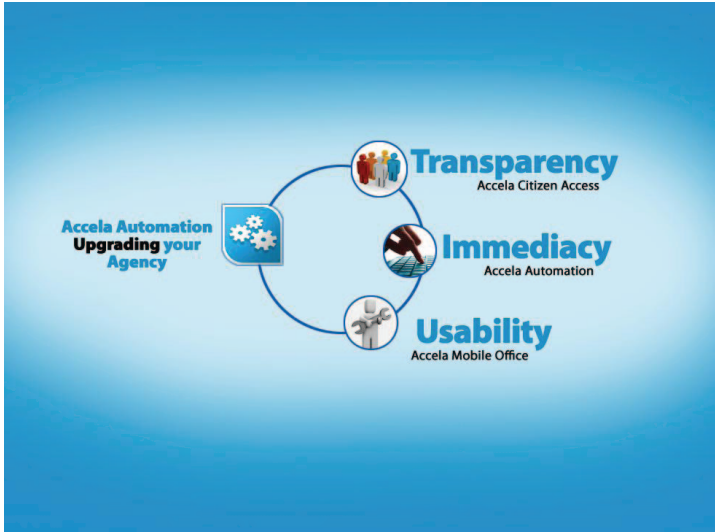 Transparency
Accela Citizen Access
Accela Automation
Upgrading your
Agency
Immediacy
Accela Automation
Usability
Accela Mobile Office